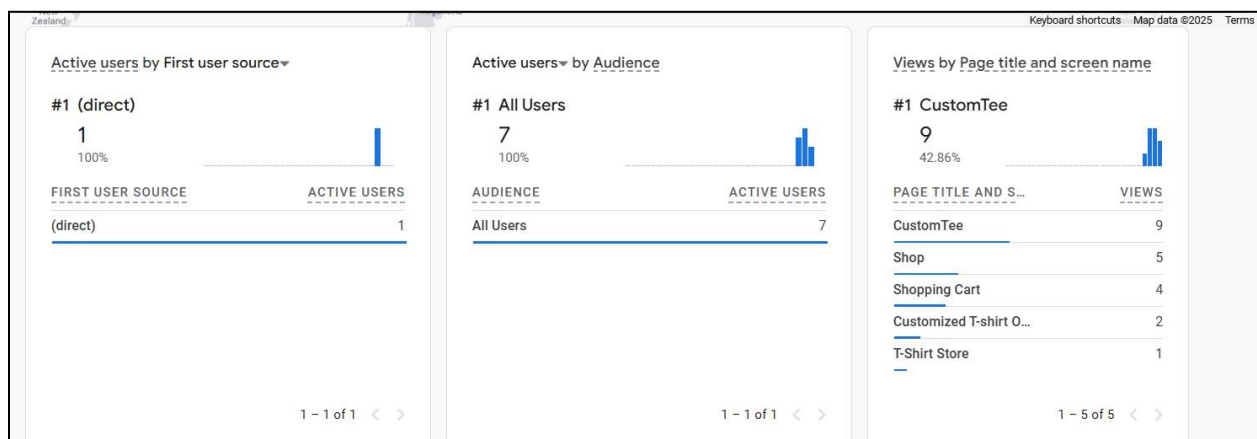 Zealand
Keyboard shortcuts Map data ©2025 Terms
Active users by First user source
#1 (direct)
1
100%
FIRST USER SOURCE ACTIVE USERS
(direct) 1
1 – 1 of 1
Active users by Audience
#1 All Users
7
100%
AUDIENCE ACTIVE USERS
All Users 7
1 – 1 of 1
Views by Page title and screen name
#1 CustomTee
9
42.86%
PAGE TITLE AND S... VIEWS
CustomTee 9
Shop 5
Shopping Cart 4
Customized T-shirt O... 2
T-Shirt Store 1
1 – 5 of 5